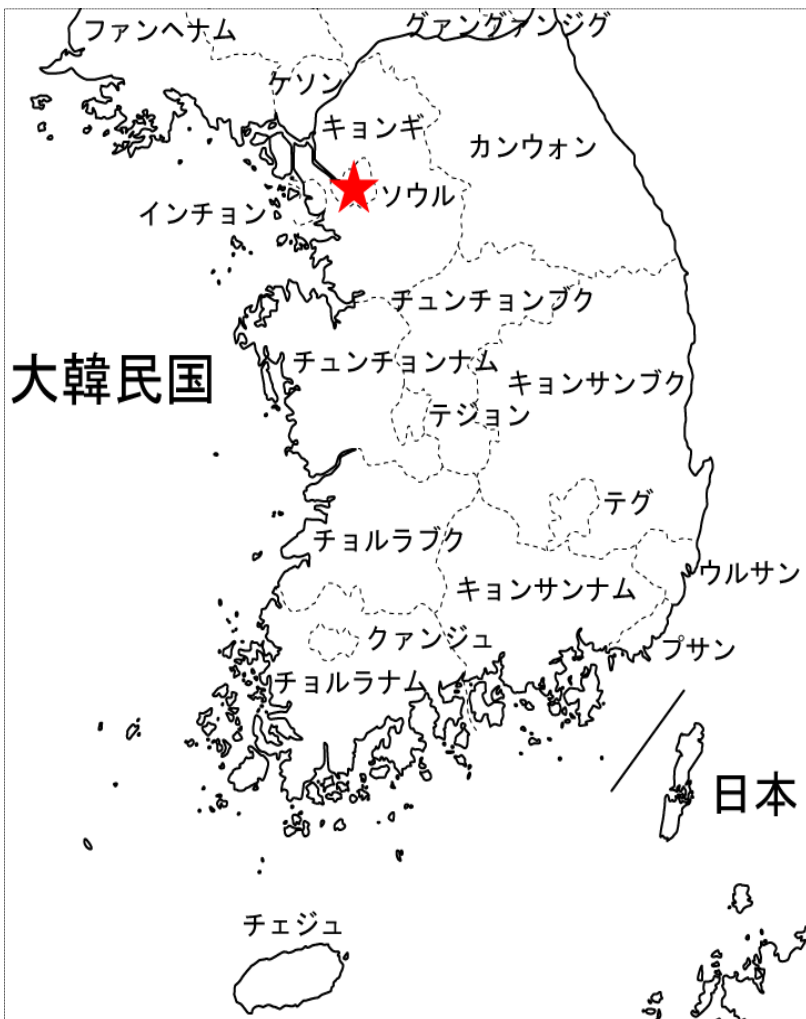 ファンヘナム
グァングァンジグ
ケソン
キョンギ
カンウォン
ソウル
インチョン
チュンチョンブク
大韓民国
チュンチョンナム
キョンサンブク
テジョン
テグ
チョルラブク
ウルサン
キョンサンナム
クァンジュ
プサン
チョルラナム
日本
チェジュ